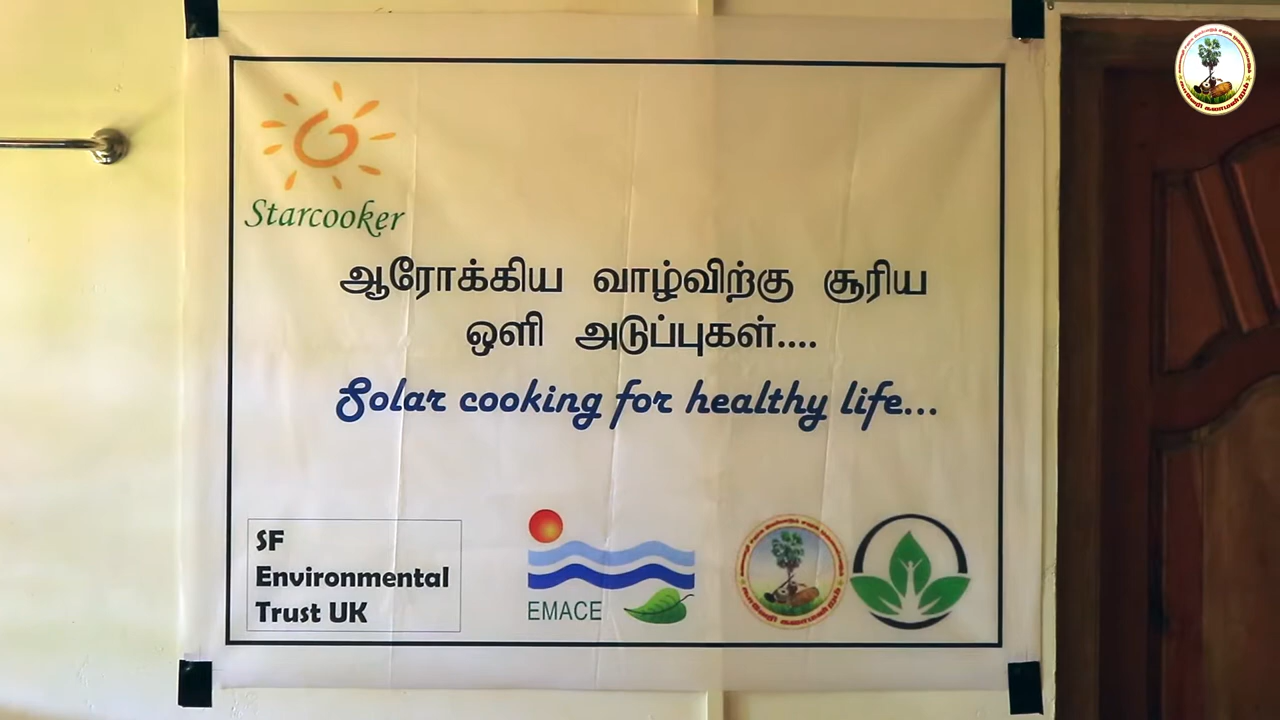 Starcooker
ஆரோக்கிய வாழ்விற்கு சூரிய
ஒளி அடுப்புகள்....
Solar cooking for healthy life...
SF
Environmental
Trust UK
EMACE